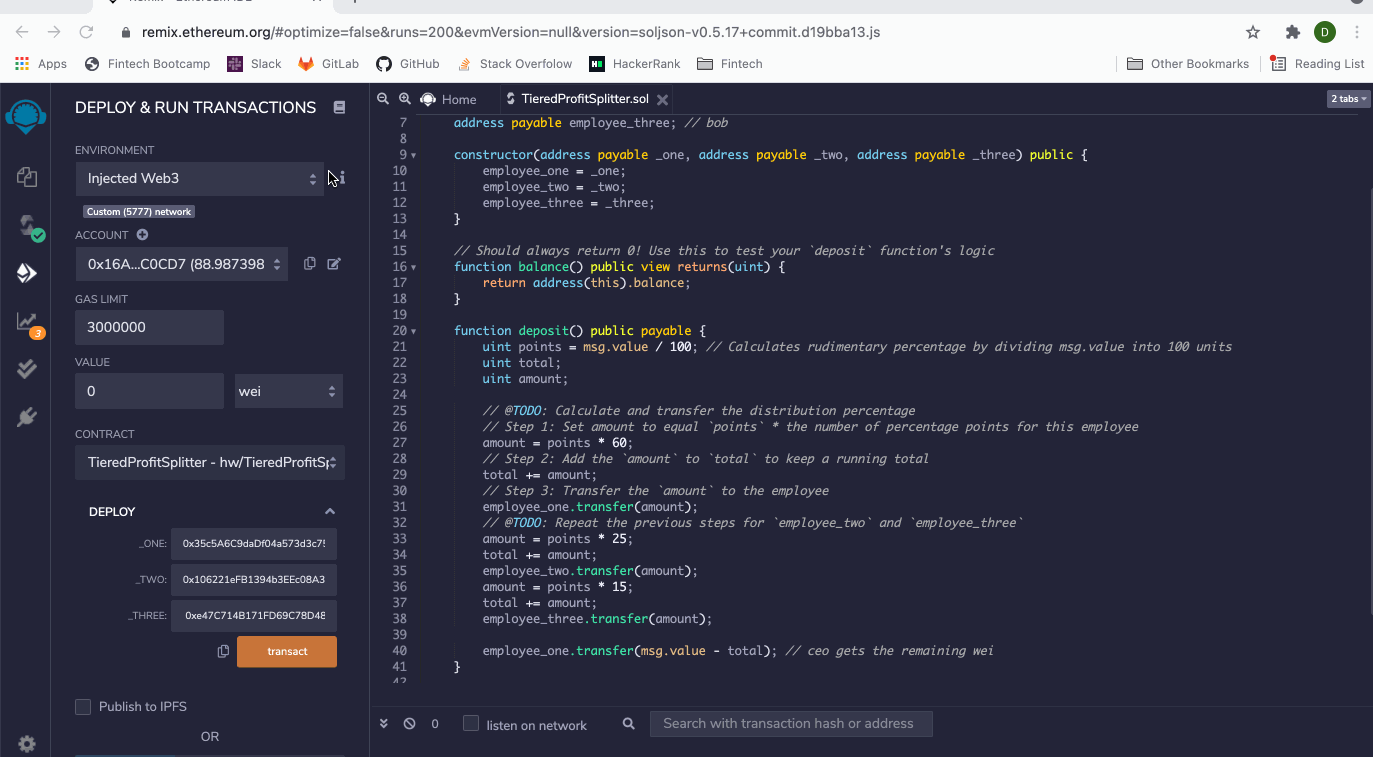 remix.ethereum.org/#optimize=false&runs=200&evmVersion=null&version=soljson-v0.5.17+commit.d19bba13.js
D
Apps
Fintech Bootcamp
Slack
GitLab
GitHub
Stack Overfolow
HackerRank
Fintech
Other Bookmarks
Reading List
DEPLOY & RUN TRANSACTIONS
ENVIRONMENT
Injected Web3
i
Custom (5777) network
ACCOUNT
0x16A...C0CD7 (88.987398
GAS LIMIT
3000000
3
VALUE
0
wei
CONTRACT
TieredProfitSplitter - hw/TieredProfitSp
DEPLOY
_ONE: 0x35c5A6C9daDf04a573d3c75
_TWO: 0x106221eFB1394b3EEc08A3
_THREE: 0xe47C714B171FD69C78D48
transact
Publish to IPFS
OR
Home
TieredProfitSplitter.sol
2 tabs
7 address payable employee_three; // bob
8
9 constructor(address payable _one, address payable _two, address payable _three) public {
10 employee_one = _one;
11 employee_two = _two;
12 employee_three = _three;
13 }
14
15 // Should always return 0! Use this to test your `deposit` function's logic
16 function balance() public view returns(uint) {
17 return address(this).balance;
18 }
19
20 function deposit() public payable {
21 uint points = msg.value / 100; // Calculates rudimentary percentage by dividing msg.value into 100 units
22 uint total;
23 uint amount;
24
25 // @TODO: Calculate and transfer the distribution percentage
26 // Step 1: Set amount to equal `points` * the number of percentage points for this employee
27 amount = points * 60;
28 // Step 2: Add the `amount` to `total` to keep a running total
29 total += amount;
30 // Step 3: Transfer the `amount` to the employee
31 employee_one.transfer(amount);
32 // @TODO: Repeat the previous steps for `employee_two` and `employee_three`
33 amount = points * 25;
34 total += amount;
35 employee_two.transfer(amount);
36 amount = points * 15;
37 total += amount;
38 employee_three.transfer(amount);
39
40 employee_one.transfer(msg.value - total); // ceo gets the remaining wei
41 }
42
0
listen on network
Search with transaction hash or address